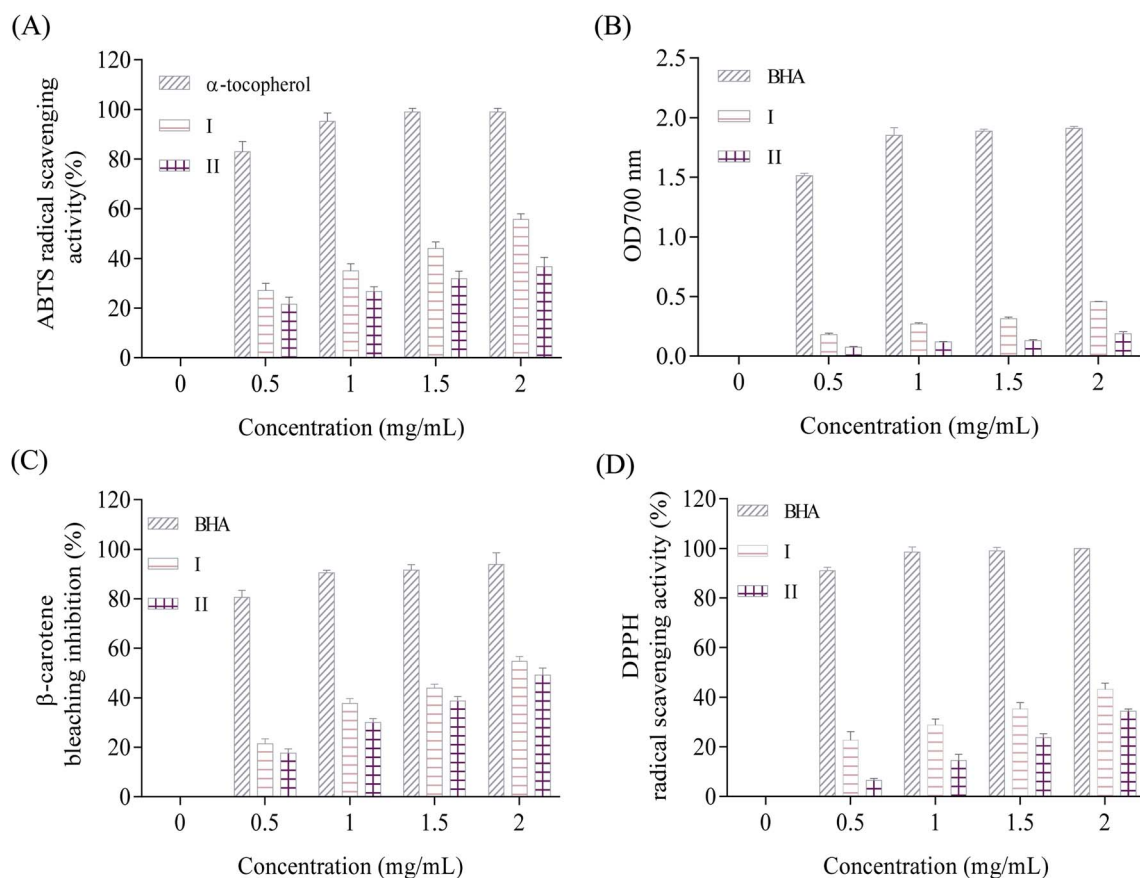 (A)
ABTS radical scavenging
activity(%)
120
100
80
60
40
20
0
α-tocopherol
I
II
0 0.5 1 1.5 2
Concentration (mg/mL)
(B)
OD700 nm
2.5
2.0
1.5
1.0
0.5
0.0
BHA
I
II
0 0.5 1 1.5 2
Concentration (mg/mL)
(C)
β-carotene
bleaching inhibition (%)
120
100
80
60
40
20
0
BHA
I
II
0 0.5 1 1.5 2
Concentration (mg/mL)
(D)
DPPH
radical scavenging activity (%)
120
100
80
60
40
20
0
BHA
I
II
0 0.5 1 1.5 2
Concentration (mg/mL)